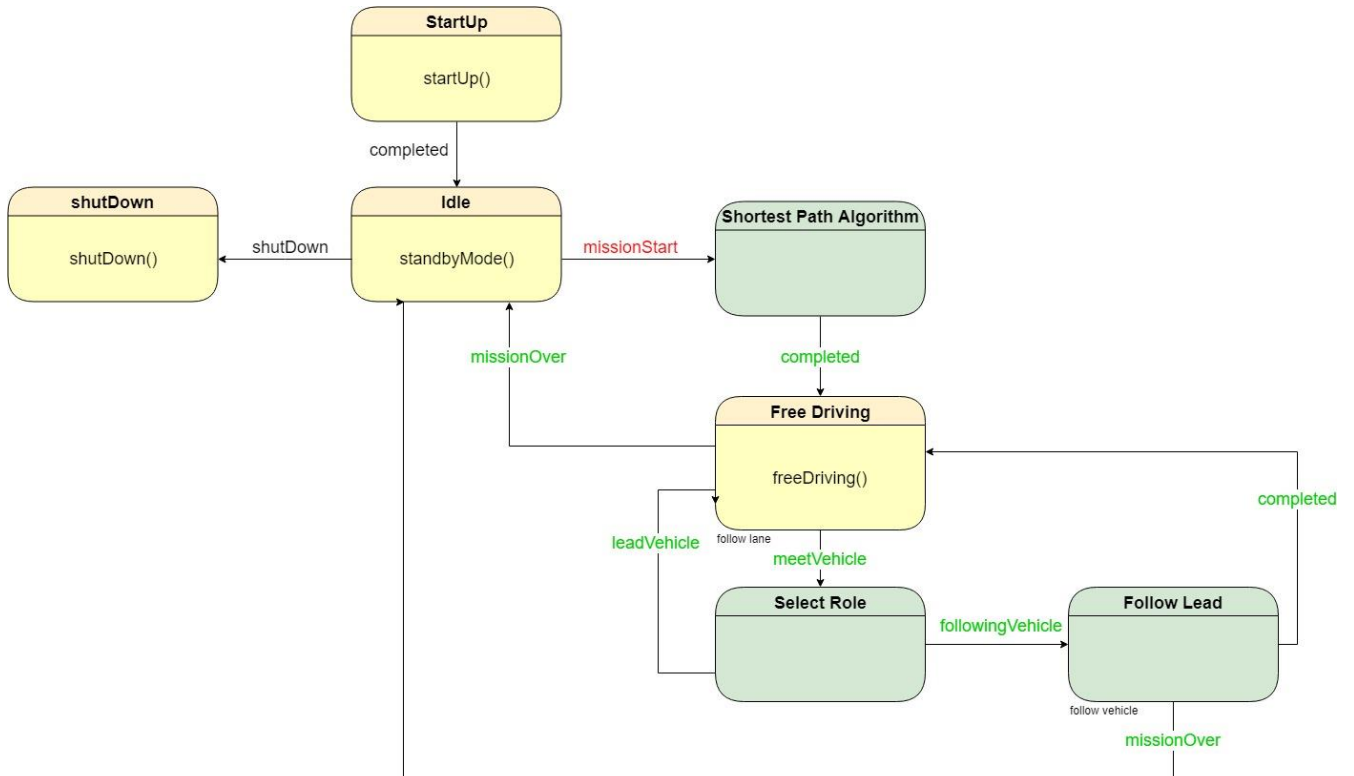 StartUp
startUp()
completed
shutDown
shutDown()
shutDown
Idle
standbyMode()
missionStart
Shortest Path Algorithm
missionOver
completed
Free Driving
freeDriving()
follow lane
leadVehicle
meetVehicle
completed
Select Role
followingVehicle
Follow Lead
follow vehicle
missionOver